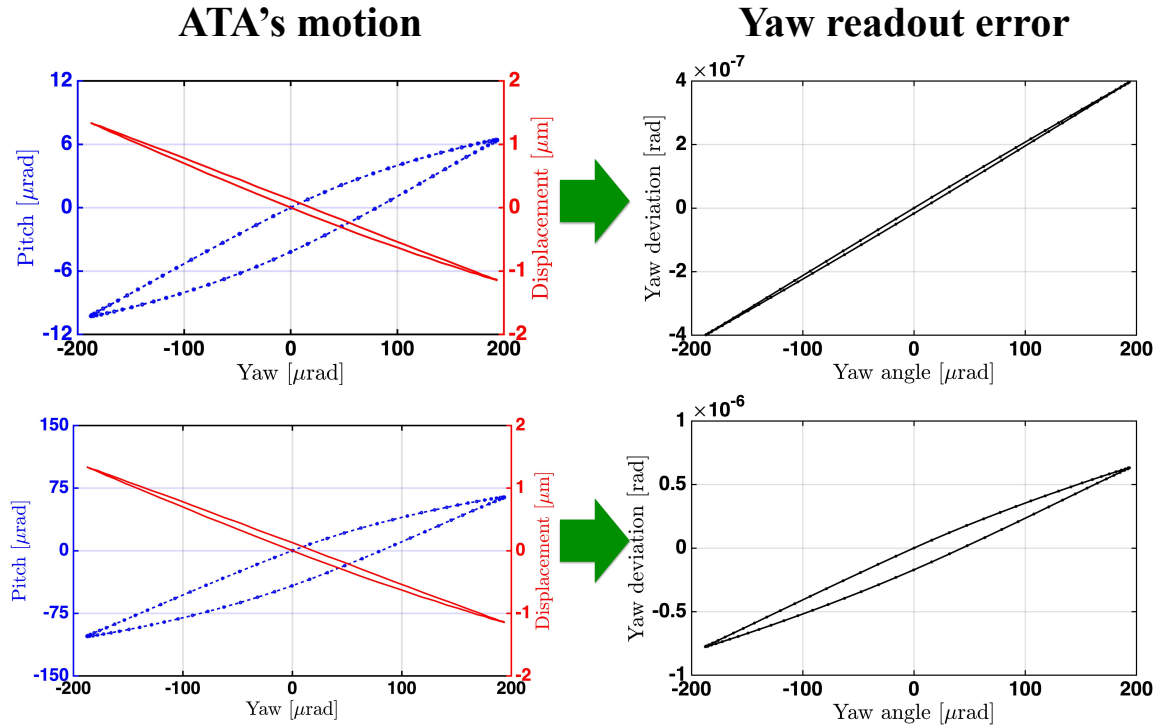 ATA’s motion
Yaw readout error
12
6
0
-6
-12
Pitch [μrad]
2
1
0
-1
-2
Displacement [μm]
-200 -100 0 100 200
Yaw [μrad]
×10-7
4
2
0
-2
-4
Yaw deviation [rad]
-200 -100 0 100 200
Yaw angle [μrad]
150
75
0
-75
-150
Pitch [μrad]
2
1
0
-1
-2
Displacement [μm]
-200 -100 0 100 200
Yaw [μrad]
×10-6
1
0.5
0
-0.5
-1
Yaw deviation [rad]
-200 -100 0 100 200
Yaw angle [μrad]